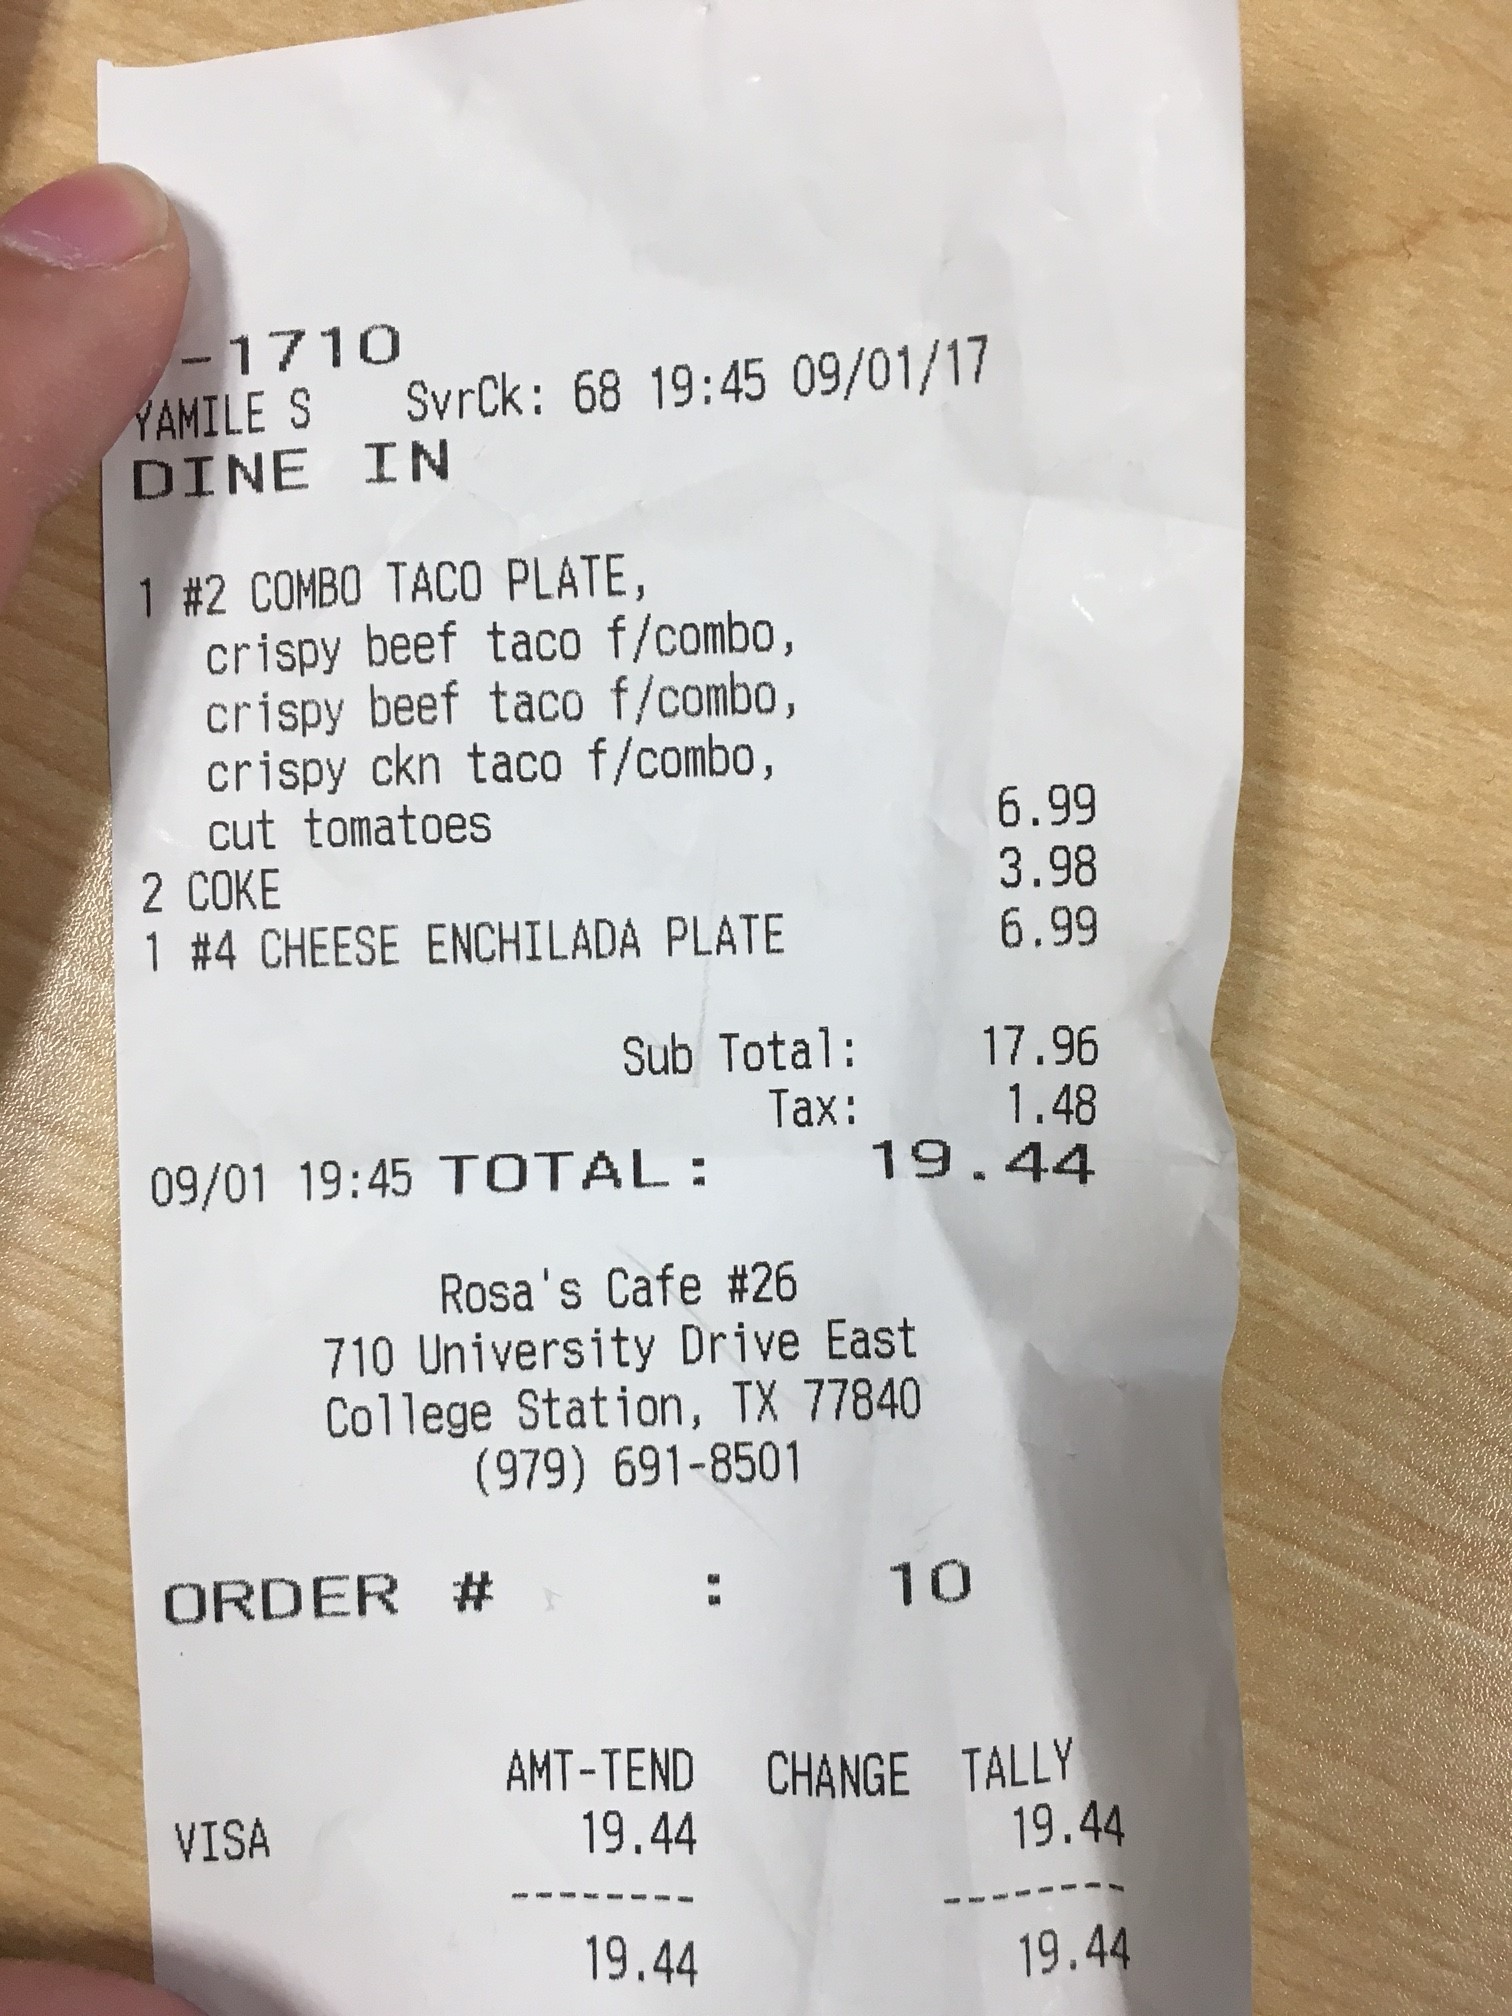 -1710
YAMILE S SvrCk: 68 19:45 09/01/17
DINE IN
1 #2 COMBO TACO PLATE,
crispy beef taco f/combo,
crispy beef taco f/combo,
crispy ckn taco f/combo,
cut tomatoes 6.99
2 COKE 3.98
1 #4 CHEESE ENCHILADA PLATE 6.99
Sub Total: 17.96
Tax: 1.48
09/01 19:45 TOTAL: 19.44
Rosa's Cafe #26
710 University Drive East
College Station, TX 77840
(979) 691-8501
ORDER # : 10
AMT-TEND CHANGE TALLY
VISA 19.44 19.44
-------- --------
19.44 19.44